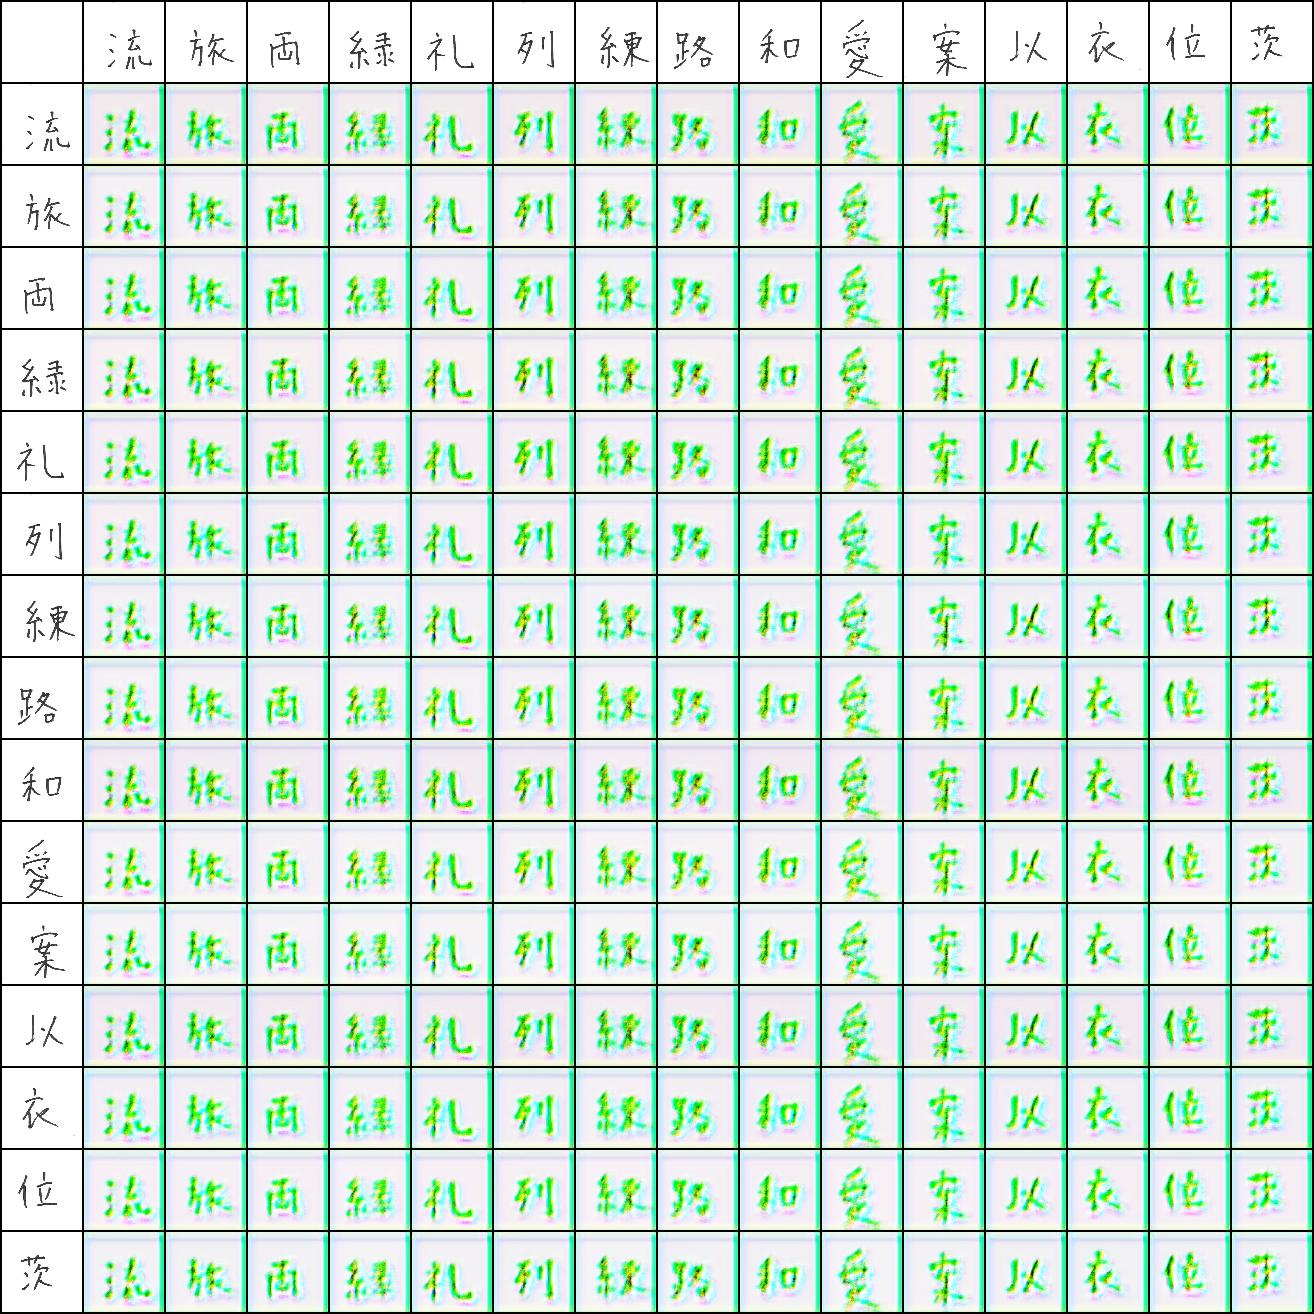 流 旅 両 緑 礼 列 練 路 和 愛 案 以 衣 位 茨
流 流 旅 両 緑 礼 列 練 路 和 愛 案 以 衣 位 茨
旅 流 旅 両 緑 礼 列 練 路 和 愛 案 以 衣 位 茨
両 流 旅 両 緑 礼 列 練 路 和 愛 案 以 衣 位 茨
緑 流 旅 両 緑 礼 列 練 路 和 愛 案 以 衣 位 茨
礼 流 旅 両 緑 礼 列 練 路 和 愛 案 以 衣 位 茨
列 流 旅 両 緑 礼 列 練 路 和 愛 案 以 衣 位 茨
練 流 旅 両 緑 礼 列 練 路 和 愛 案 以 衣 位 茨
路 流 旅 両 緑 礼 列 練 路 和 愛 案 以 衣 位 茨
和 流 旅 両 緑 礼 列 練 路 和 愛 案 以 衣 位 茨
愛 流 旅 両 緑 礼 列 練 路 和 愛 案 以 衣 位 茨
案 流 旅 両 緑 礼 列 練 路 和 愛 案 以 衣 位 茨
以 流 旅 両 緑 礼 列 練 路 和 愛 案 以 衣 位 茨
衣 流 旅 両 緑 礼 列 練 路 和 愛 案 以 衣 位 茨
位 流 旅 両 緑 礼 列 練 路 和 愛 案 以 衣 位 茨
茨 流 旅 両 緑 礼 列 練 路 和 愛 案 以 衣 位 茨